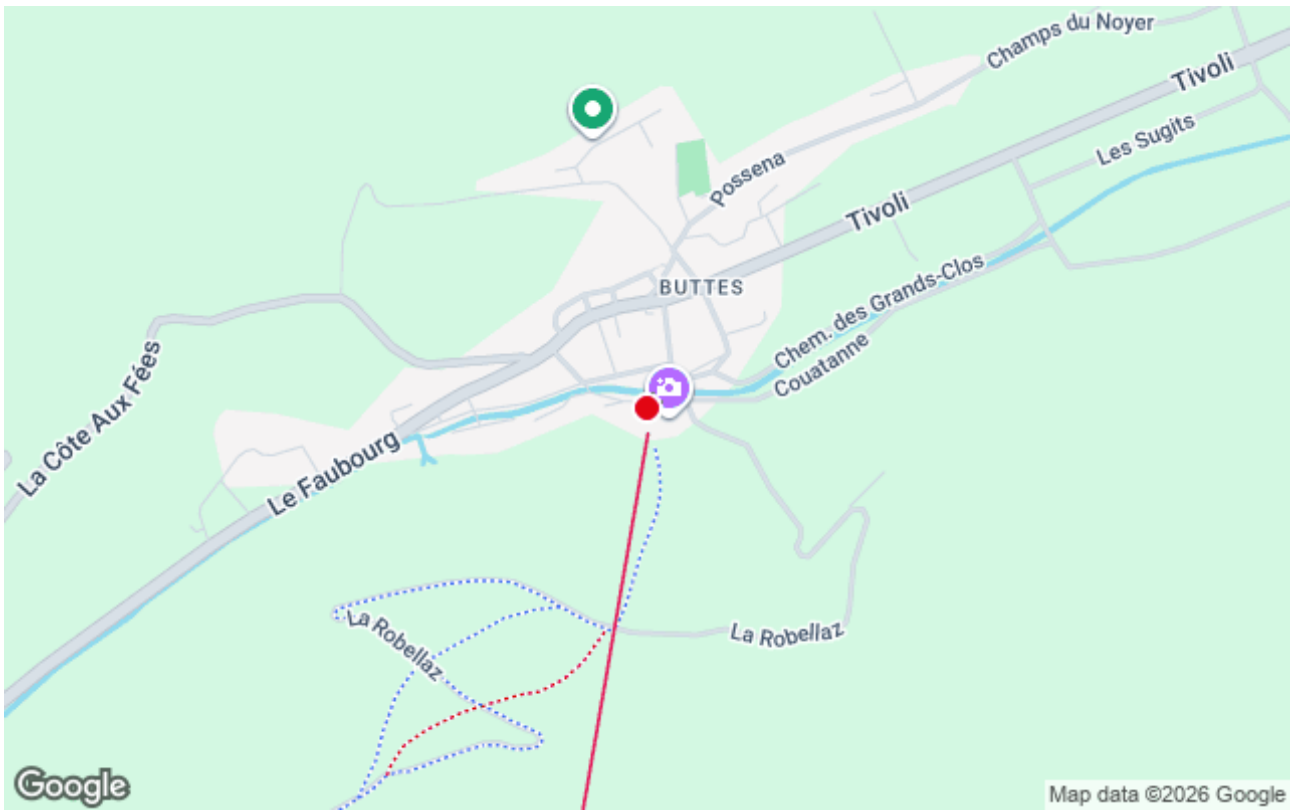 Champs du Noyer
Tivoli
Les Sugits
Possena
Tivoli
BUTTES
Chem. des Grands-Clos
Couatanne
La Côte Aux Fées
Le Faubourg
La Robellaz
La Robellaz
Google
Map data ©2026 Google